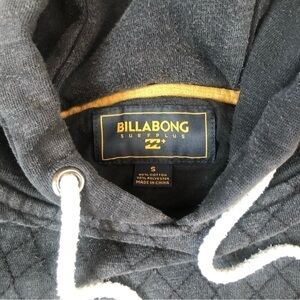 BILLABONG
SURFPLUS
S
60% COTTON
40% POLYESTER
MADE IN CHINA